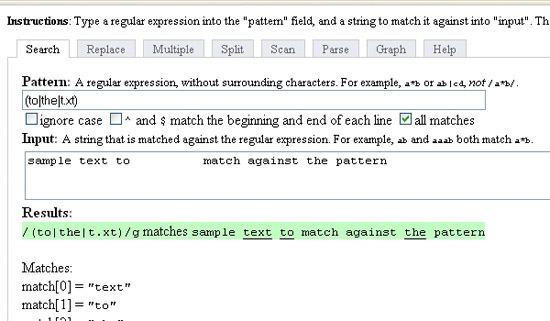 Instructions: Type a regular expression into the "pattern" field, and a string to match it against into "input". Th
Search Replace Multiple Split Scan Parse Graph Help
Pattern: A regular expression, without surrounding characters. For example, a*b or ab|cd, not /a*b/.
(to|the|t.xt)
ignore case ^ and $ match the beginning and end of each line all matches
Input: A string that is matched against the regular expression. For example, ab and aaab both match a*b.
sample text to match against the pattern
Results:
/(to|the|t.xt)/g matches sample text to match against the pattern
Matches:
match[0] = "text"
match[1] = "to"